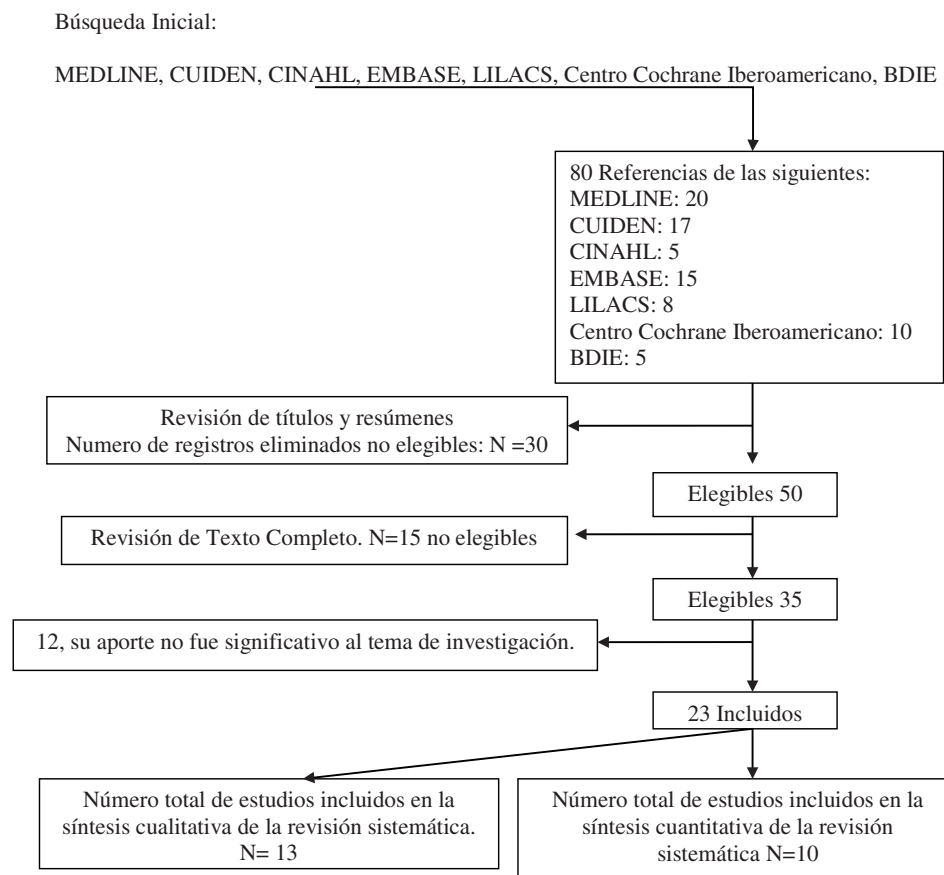 Búsqueda Inicial:
MEDLINE, CUIDEN, CINAHL, EMBASE, LILACS, Centro Cochrane Iberoamericano, BDIE
80 Referencias de las siguientes:
MEDLINE: 20
CUIDEN: 17
CINAHL: 5
EMBASE: 15
LILACS: 8
Centro Cochrane Iberoamericano: 10
BDIE: 5
Revisión de títulos y resúmenes
Numero de registros eliminados no elegibles: N =30
Elegibles 50
Revisión de Texto Completo. N=15 no elegibles
Elegibles 35
12, su aporte no fue significativo al tema de investigación.
23 Incluidos
Número total de estudios incluidos en la
síntesis cualitativa de la revisión sistemática.
N= 13
Número total de estudios incluidos en la
síntesis cuantitativa de la revisión
sistemática N=10